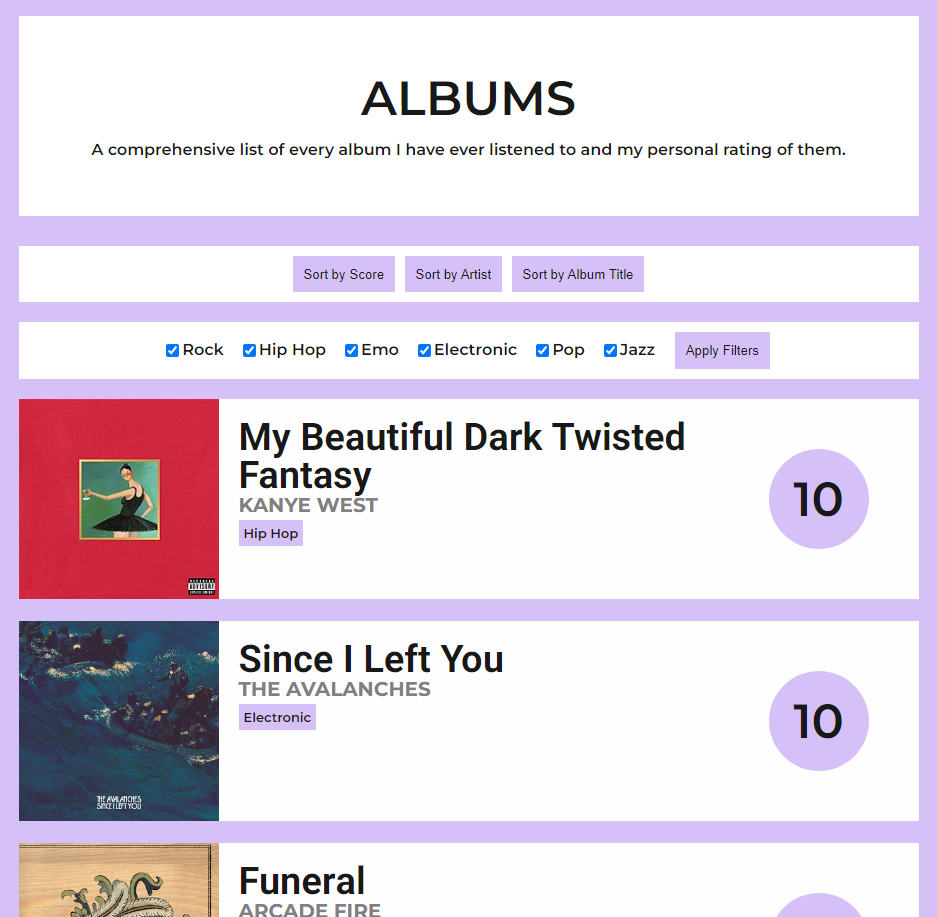 ALBUMS
A comprehensive list of every album I have ever listened to and my personal rating of them.
Sort by Score Sort by Artist Sort by Album Title
Rock Hip Hop Emo Electronic Pop Jazz Apply Filters
My Beautiful Dark Twisted
Fantasy
KANYE WEST
Hip Hop
10
ADVISORY
Since I Left You
THE AVALANCHES
Electronic
10
THE AVALANCHES
SINCE I LEFT YOU
Funeral
ARCADE FIRE